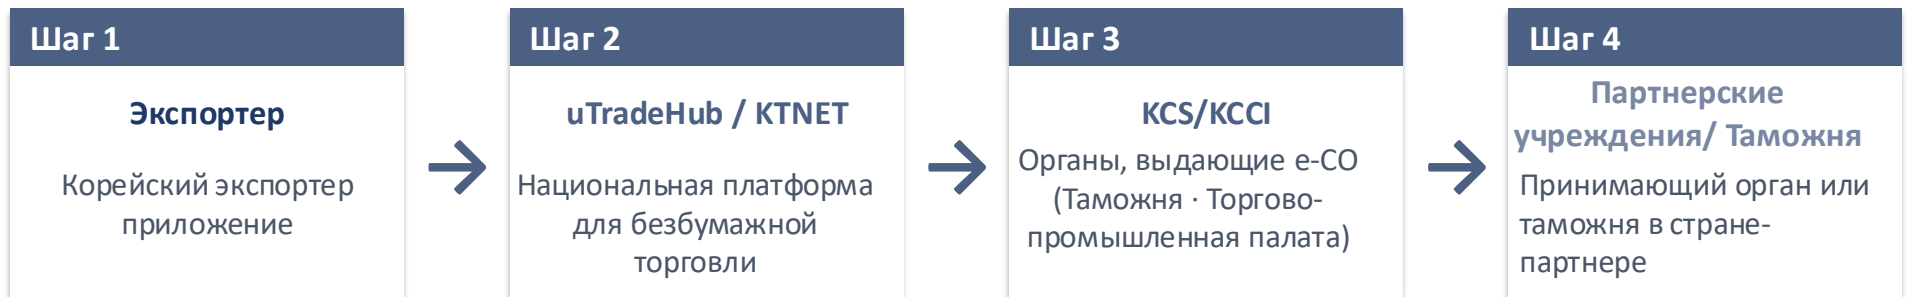 Шаг 1
Экспортер
Корейский экспортер
приложение
Шаг 2
uTradeHub / KTNET
Национальная платформа
для безбумажной
торговли
Шаг 3
KCS/KCCI
Органы, выдающие e-CO
(Таможня · Торгово-
промышленная палата)
Шаг 4
Партнерские
учреждения/ Таможня
Принимающий орган или
таможня в стране-
партнере